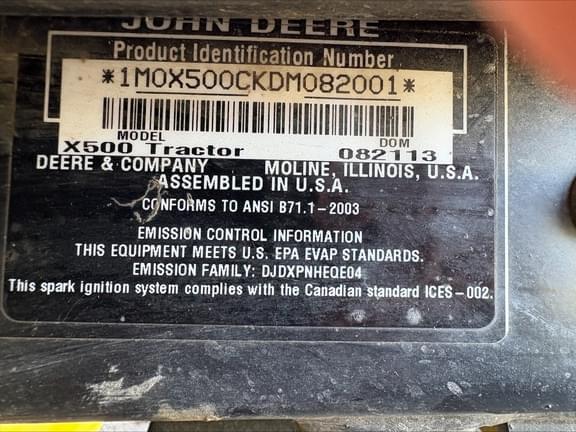 JOHN DEERE
Product Identification Number
*1M0X500CKDM082001*
MODEL DOM
X500 Tractor 082113
DEERE & COMPANY MOLINE, ILLINOIS, U.S.A.
ASSEMBLED IN U.S.A.
CONFORMS TO ANSI B71.1-2003
EMISSION CONTROL INFORMATION
THIS EQUIPMENT MEETS U.S. EPA EVAP STANDARDS.
EMISSION FAMILY: DJDXPNHEQE04
This spark ignition system complies with the Canadian standard ICES-002.